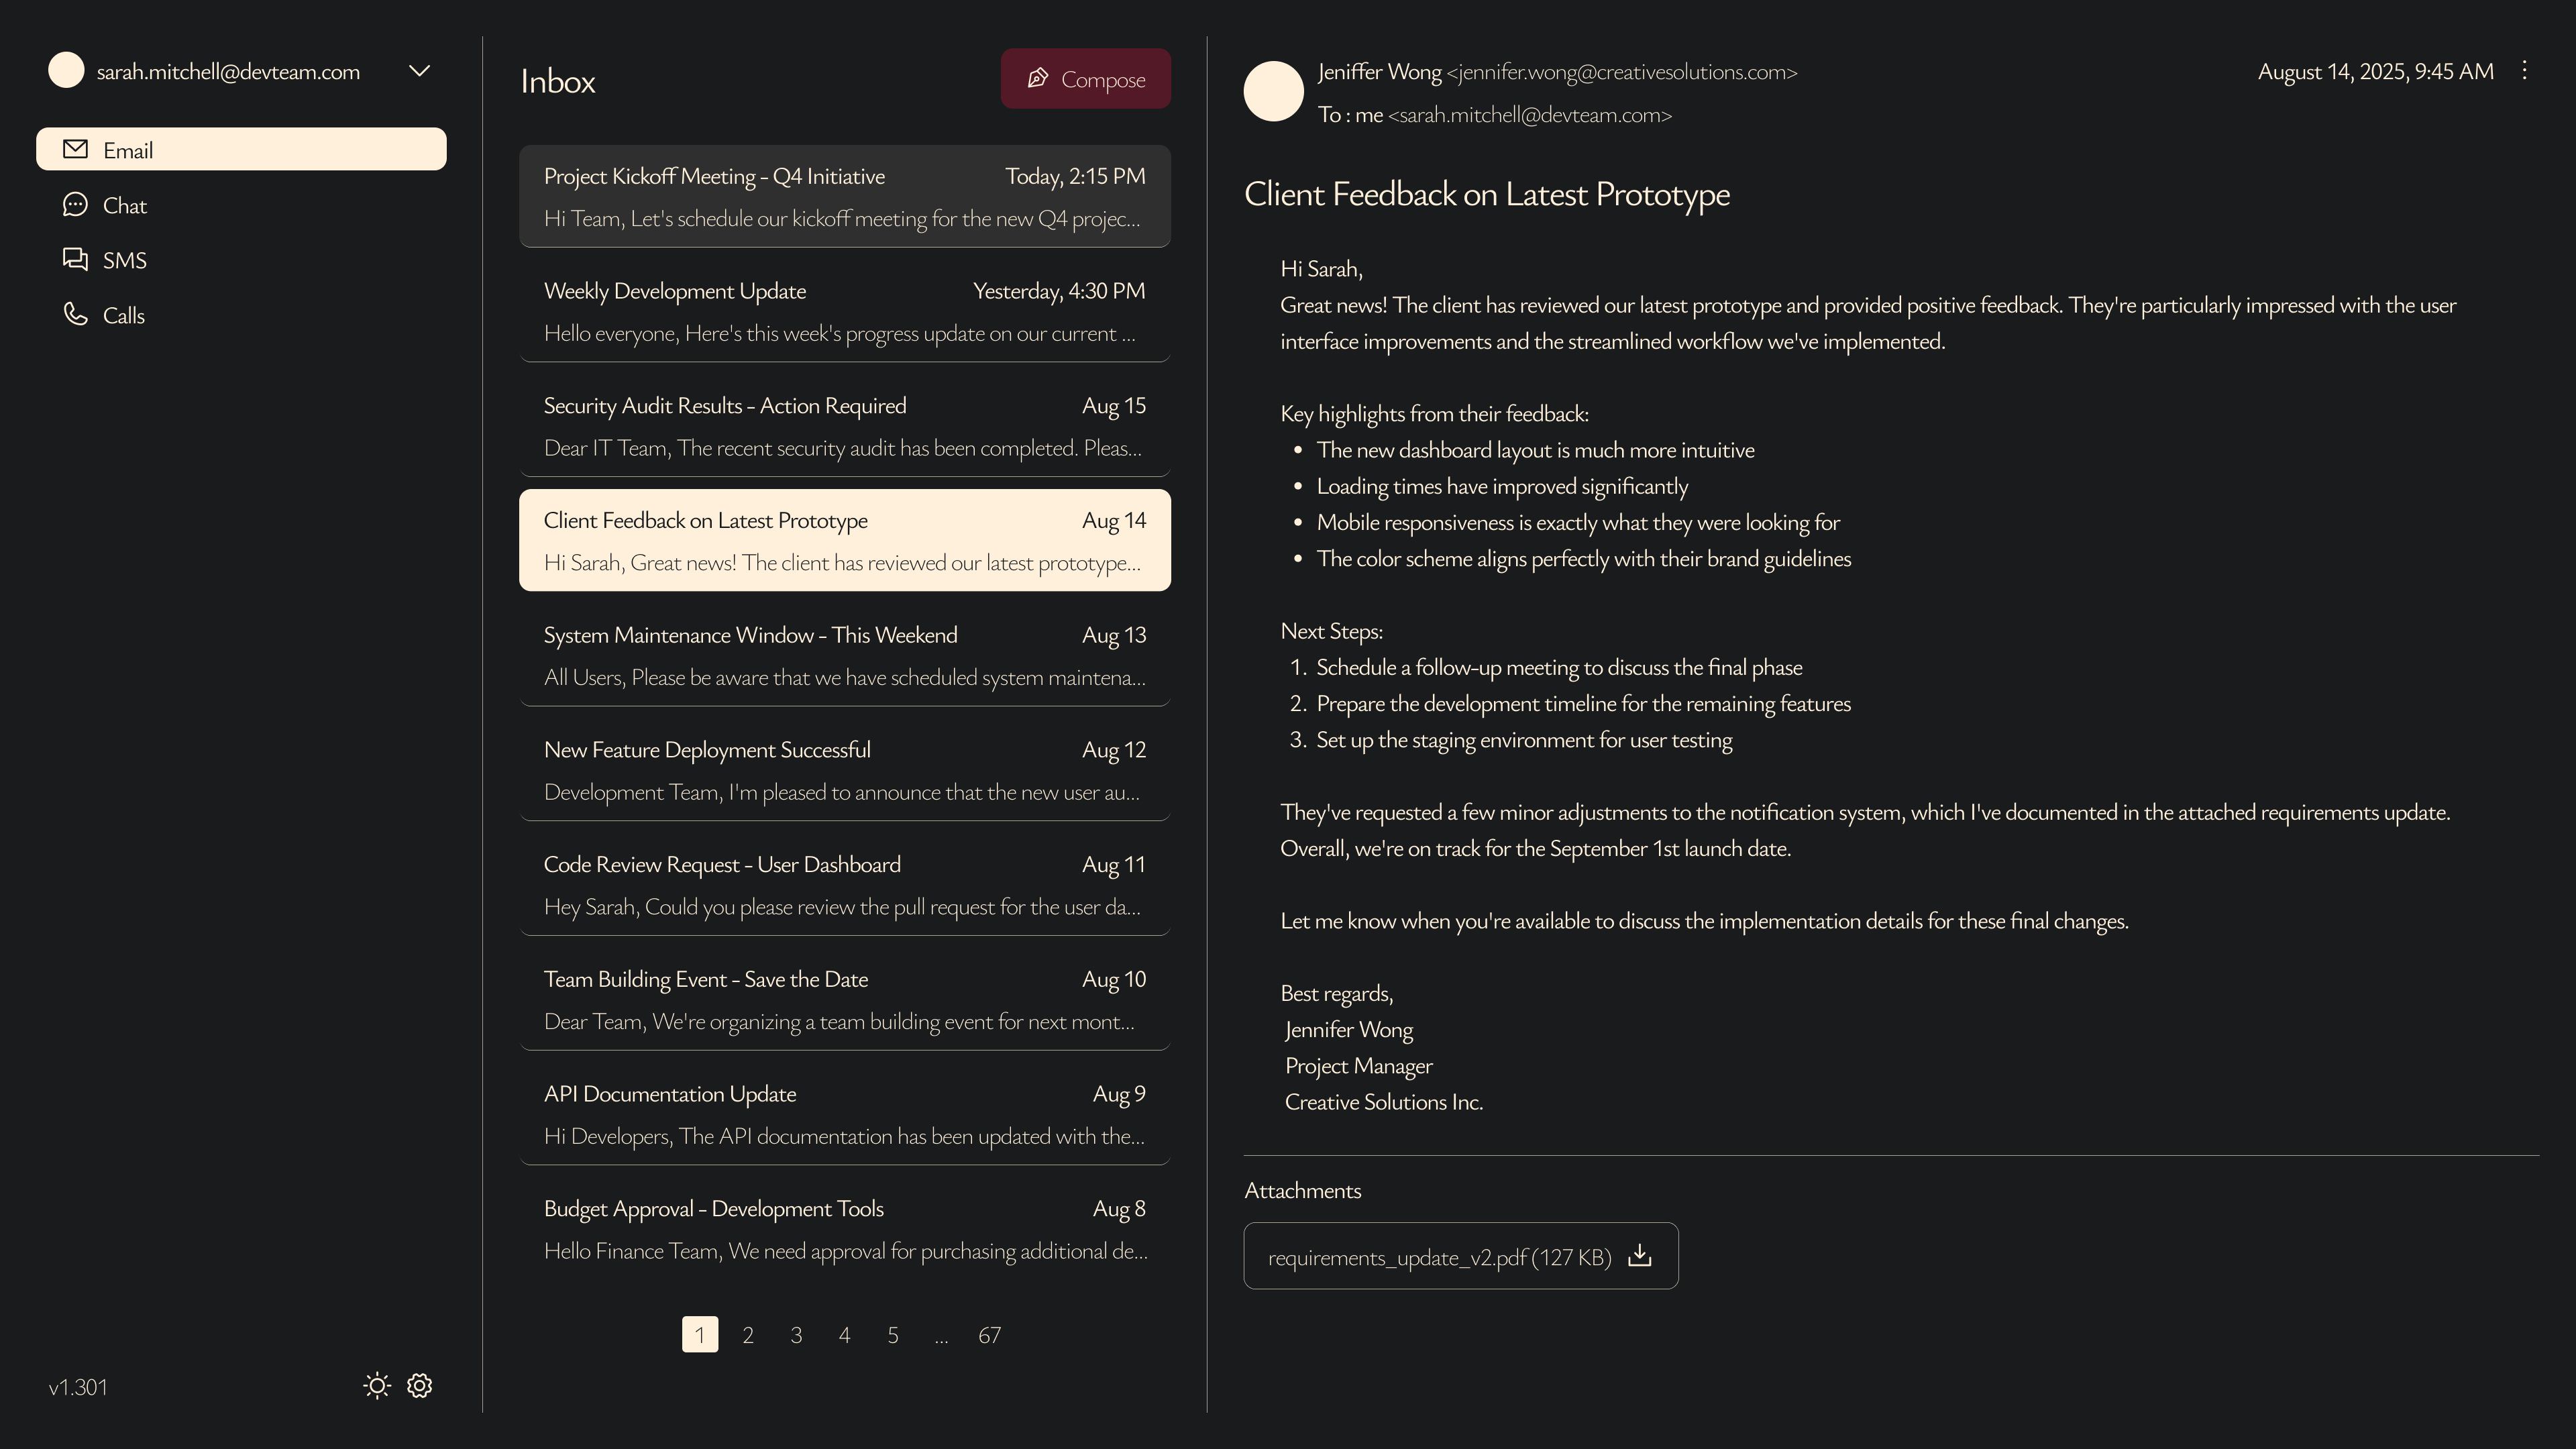 sarah.mitchell@devteam.com
Email
Chat
SMS
Calls
v1.301
Inbox
Compose
Project Kickoff Meeting - Q4 Initiative Today, 2:15 PM
Hi Team, Let's schedule our kickoff meeting for the new Q4 projec...
Weekly Development Update Yesterday, 4:30 PM
Hello everyone, Here's this week's progress update on our current ...
Security Audit Results - Action Required Aug 15
Dear IT Team, The recent security audit has been completed. Pleas...
Client Feedback on Latest Prototype Aug 14
Hi Sarah, Great news! The client has reviewed our latest prototype...
System Maintenance Window - This Weekend Aug 13
All Users, Please be aware that we have scheduled system maintena...
New Feature Deployment Successful Aug 12
Development Team, I'm pleased to announce that the new user au...
Code Review Request - User Dashboard Aug 11
Hey Sarah, Could you please review the pull request for the user da...
Team Building Event - Save the Date Aug 10
Dear Team, We're organizing a team building event for next mont...
API Documentation Update Aug 9
Hi Developers, The API documentation has been updated with the...
Budget Approval - Development Tools Aug 8
Hello Finance Team, We need approval for purchasing additional de...
1 2 3 4 5 ... 67
Jeniffer Wong <jennifer.wong@creativesolutions.com>
August 14, 2025, 9:45 AM
To : me <sarah.mitchell@devteam.com>
Client Feedback on Latest Prototype
Hi Sarah,
Great news! The client has reviewed our latest prototype and provided positive feedback. They're particularly impressed with the user
interface improvements and the streamlined workflow we've implemented.
Key highlights from their feedback:
• The new dashboard layout is much more intuitive
• Loading times have improved significantly
• Mobile responsiveness is exactly what they were looking for
• The color scheme aligns perfectly with their brand guidelines
Next Steps:
1. Schedule a follow-up meeting to discuss the final phase
2. Prepare the development timeline for the remaining features
3. Set up the staging environment for user testing
They've requested a few minor adjustments to the notification system, which I've documented in the attached requirements update.
Overall, we're on track for the September 1st launch date.
Let me know when you're available to discuss the implementation details for these final changes.
Best regards,
Jennifer Wong
Project Manager
Creative Solutions Inc.
Attachments
requirements_update_v2.pdf (127 KB)